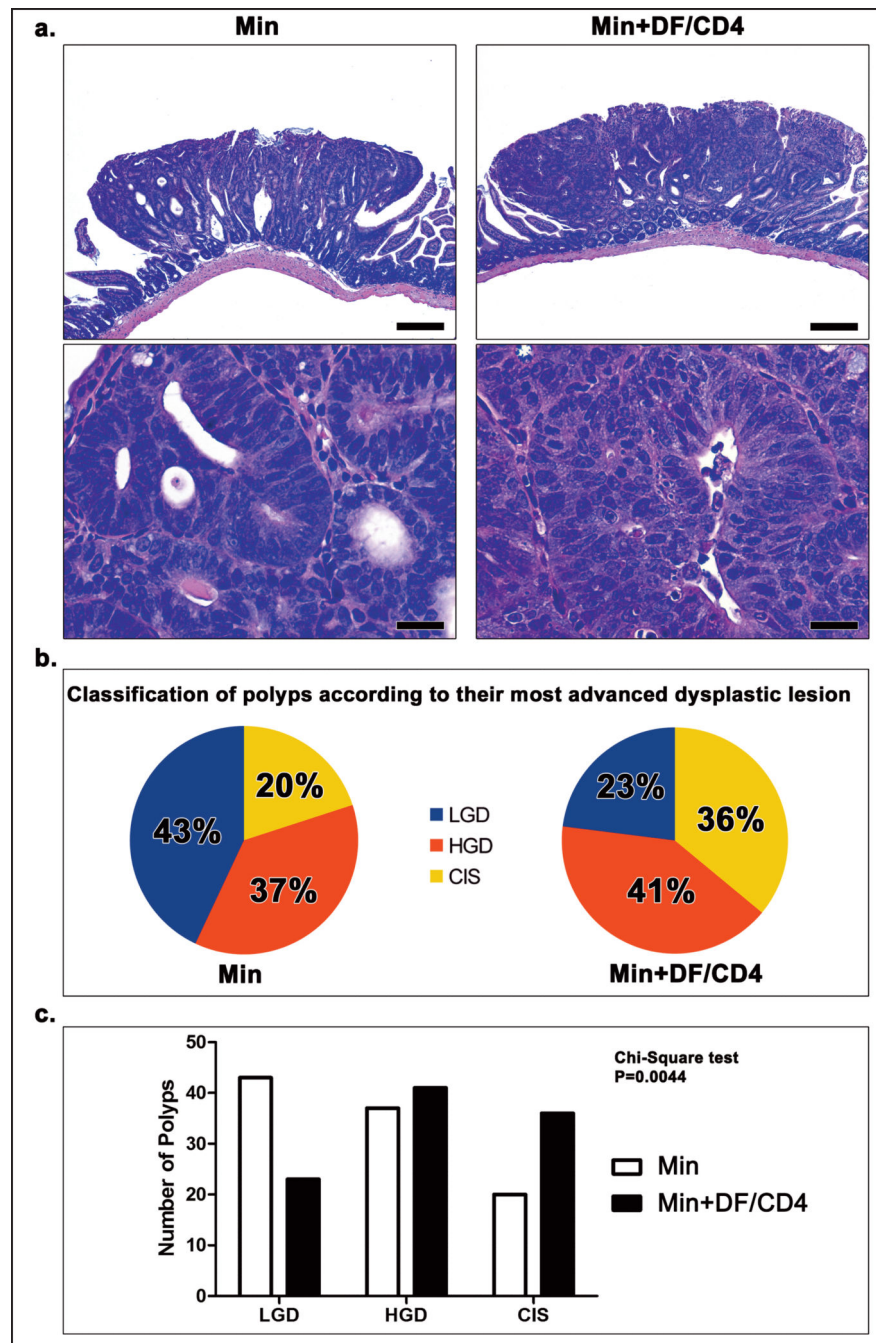 a.
Min
Min+DF/CD4
b.
Classification of polyps according to their most advanced dysplastic lesion
20%
43%
37%
Min
LGD
HGD
CIS
23%
36%
41%
Min+DF/CD4
c.
Number of Polyps
50
40
30
20
10
0
LGD
HGD
CIS
Chi-Square test
P=0.0044
Min
Min+DF/CD4